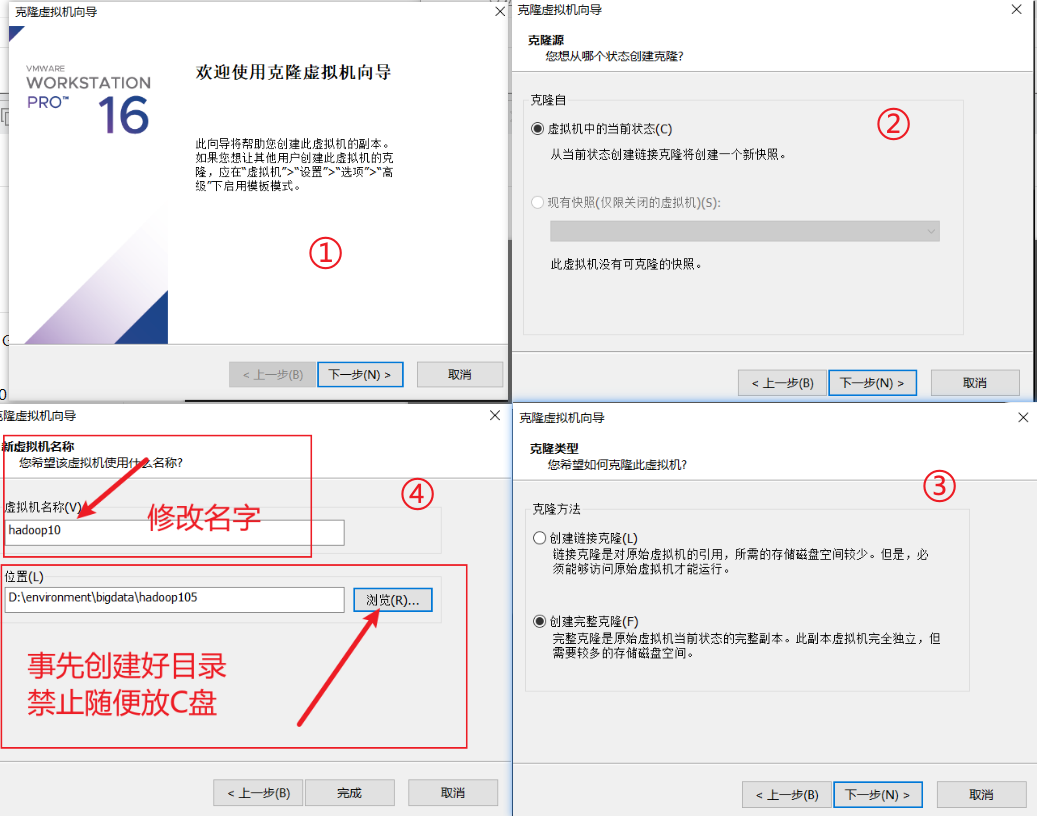 克隆虚拟机向导
VMWARE
WORKSTATION
PRO™ 16
欢迎使用克隆虚拟机向导
此向导将帮助您创建此虚拟机的副本。
如果您想让其他用户创建此虚拟机的克
隆，应在“虚拟机”>“设置”>“选项”>“高
级”下启用模板模式。
①
< 上一步(B)
下一步(N) >
取消
克隆虚拟机向导
克隆源
您想从哪个状态创建克隆?
克隆自
②
虚拟机中的当前状态(C)
从当前状态创建链接克隆将创建一个新快照。
现有快照(仅限关闭的虚拟机)(S):
此虚拟机没有可克隆的快照。
< 上一步(B)
下一步(N) >
取消
克隆虚拟机向导
克隆类型
您希望如何克隆此虚拟机?
③
克隆方法
创建链接克隆(L)
链接克隆是对原始虚拟机的引用，所需的存储磁盘空间较少。但是，必
须能够访问原始虚拟机才能运行。
创建完整克隆(F)
完整克隆是原始虚拟机当前状态的完整副本。此副本虚拟机完全独立，但
需要较多的存储磁盘空间。
< 上一步(B)
下一步(N) >
取消
克隆虚拟机向导
新虚拟机名称
您希望该虚拟机使用什么名称?
④
虚拟机名称(V)
修改名字
hadoop10
位置(L)
D:\environment\bigdata\hadoop105
浏览(R)...
事先创建好目录
禁止随便放C盘
< 上一步(B)
完成
取消